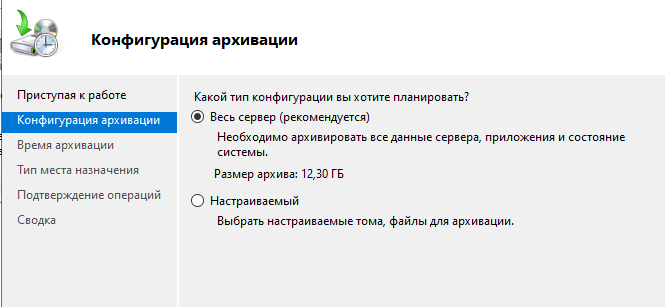 Конфигурация архивации
Приступая к работе
Конфигурация архивации
Время архивации
Тип места назначения
Подтверждение операций
Сводка
Какой тип конфигурации вы хотите планировать?
Весь сервер (рекомендуется)
Необходимо архивировать все данные сервера, приложения и состояние
системы.
Размер архива: 12,30 ГБ
Настраиваемый
Выбрать настраиваемые тома, файлы для архивации.